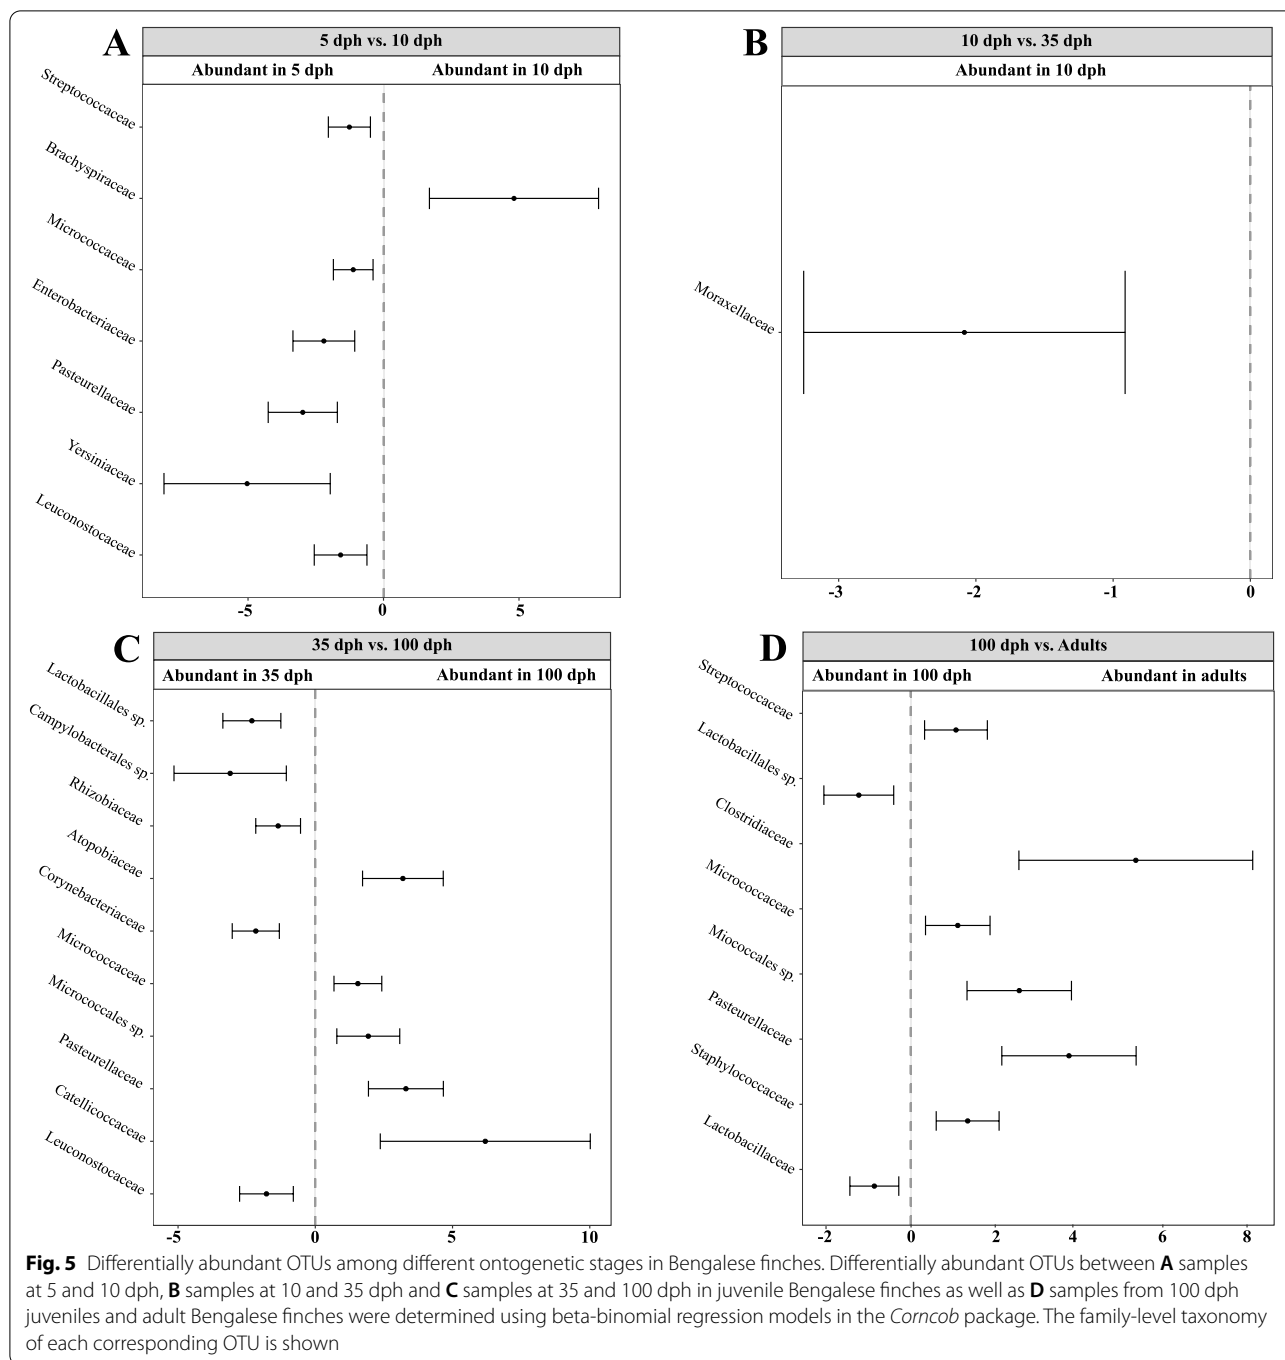 A
5 dph vs. 10 dph
Abundant in 5 dph
Abundant in 10 dph
Streptococcaceae
Brachyspiraceae
Micrococcaceae
Enterobacteriaceae
Pasteurellaceae
Yersiniaceae
Leuconostocaceae
-5
0
5
B
10 dph vs. 35 dph
Abundant in 10 dph
Moraxellaceae
-3
-2
-1
0
C
35 dph vs. 100 dph
Abundant in 35 dph
Abundant in 100 dph
Lactobacillales sp.
Campylobacterales sp.
Rhizobiaceae
Atopobiaceae
Corynebacteriaceae
Micrococcaceae
Micrococcales sp.
Pasteurellaceae
Catellicoccaceae
Leuconostocaceae
-5
0
5
10
D
100 dph vs. Adults
Abundant in 100 dph
Abundant in adults
Streptococcaceae
Lactobacillales sp.
Clostridiaceae
Micrococcaceae
Miococcales sp.
Pasteurellaceae
Staphylococcaceae
Lactobacillaceae
-2
0
2
4
6
8
Fig. 5 Differentially abundant OTUs among different ontogenetic stages in Bengalese finches. Differentially abundant OTUs between A samples
at 5 and 10 dph, B samples at 10 and 35 dph and C samples at 35 and 100 dph in juvenile Bengalese finches as well as D samples from 100 dph
juveniles and adult Bengalese finches were determined using beta-binomial regression models in the Corncob package. The family-level taxonomy
of each corresponding OTU is shown